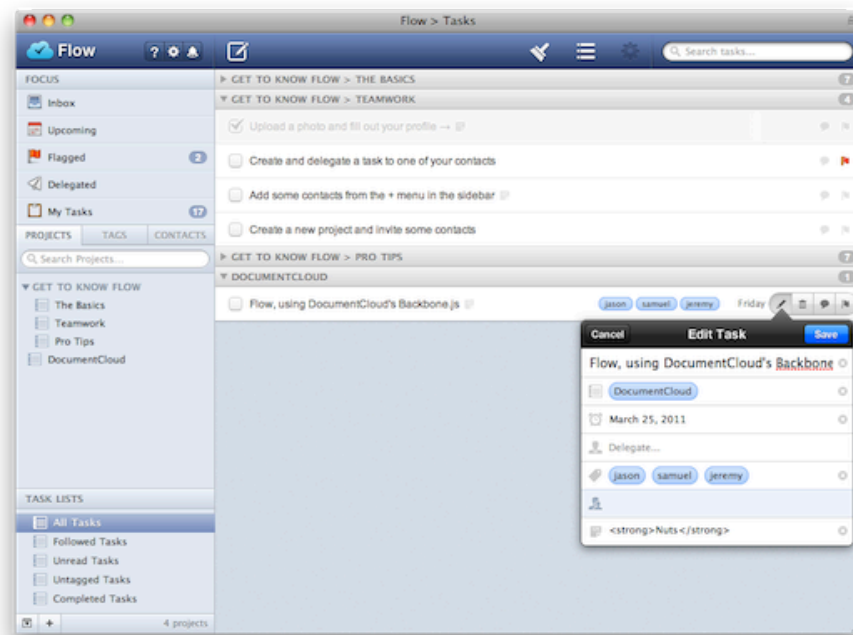 Flow > Tasks
Flow
?
Search tasks...
FOCUS
GET TO KNOW FLOW > THE BASICS 7
Inbox
GET TO KNOW FLOW > TEAMWORK 4
Upcoming
Upload a photo and fill out your profile →
Flagged 2
Create and delegate a task to one of your contacts
Delegated
Add some contacts from the + menu in the sidebar
My Tasks 17
Create a new project and invite some contacts
PROJECTS TAGS CONTACTS
Search Projects...
GET TO KNOW FLOW > PRO TIPS 7
DOCUMENTCLOUD 1
GET TO KNOW FLOW
The Basics
Flow, using DocumentCloud's Backbone.js jason samuel jeremy Friday
Teamwork
Pro Tips
DocumentCloud
Cancel Edit Task Save
Flow, using DocumentCloud's Backbone
DocumentCloud
March 25, 2011
Delegate...
jason samuel jeremy
<strong>Nuts</strong>
TASK LISTS
All Tasks
Followed Tasks
Unread Tasks
Untagged Tasks
Completed Tasks
+ 4 projects